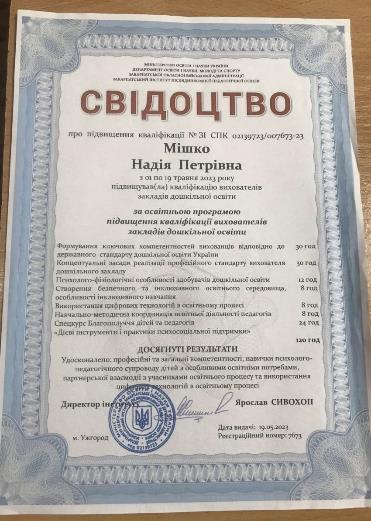 МІНІСТЕРСТВО ОСВІТИ І НАУКИ УКРАЇНИ
ДЕПАРТАМЕНТ ОСВІТИ І НАУКИ, МОЛОДІ ТА СПОРТУ
ЗАКАРПАТСЬКОЇ ОБЛАСНОЇ ВІЙСЬКОВОЇ АДМІНІСТРАЦІЇ
ЗАКАРПАТСЬКИЙ ІНСТИТУТ ПІСЛЯДИПЛОМНОЇ ПЕДАГОГІЧНОЇ ОСВІТИ
СВІДОЦТВО
про підвищення кваліфікації № ЗІ СПК 02139723/007673-23
Мішко
Надія Петрівна
з 01 по 19 травня 2023 року
підвищував(ла) кваліфікацію вихователів
закладів дошкільної освіти
за освітньою програмою
підвищення кваліфікації вихователів
закладів дошкільної освіти
Формування ключових компетентностей вихованців відповідно до 30 год
державного стандарту дошкільної освіти України
Концептуальні засади реалізації професійного стандарту вихователя 30 год
дошкільного закладу
Психолого-фізіологічні особливості здобувачів дошкільної освіти 12 год
Створення безпечного та інклюзивного освітнього середовища, 8 год
особливості інклюзивного навчання
Використання цифрових технологій в освітньому процесі 8 год
Навчально-методична координація освітньої діяльності педагога 8 год
Спецкурс Благополуччя дітей та педагогів 24 год
«Дієві інструменти і практики психосоціальної підтримки»
120 год
ДОСЯГНУТІ РЕЗУЛЬТАТИ
Удосконалено: професійні та загальні компетентності, навички психолого-
педагогічного супроводу дітей з особливими освітніми потребами,
партнерської взаємодії з учасниками освітнього процесу та використання
технологій в освітньому процесі
Директор Ярослав СИВОХОП
м. Ужгород
Дата видачі: 19.05.2023
Реєстраційний номер: 7673